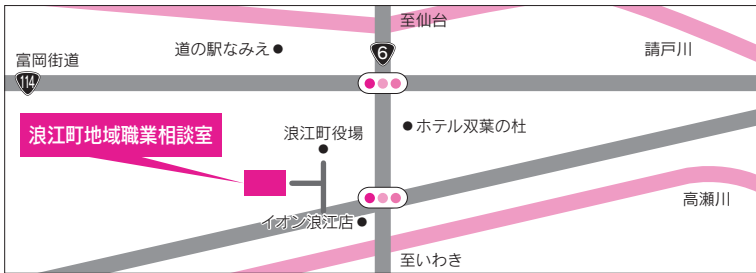 至仙台
道の駅なみえ
6
請戸川
富岡街道
114
浪江町地域職業相談室
浪江町役場
ホテル双葉の杜
高瀬川
イオン浪江店
至いわき